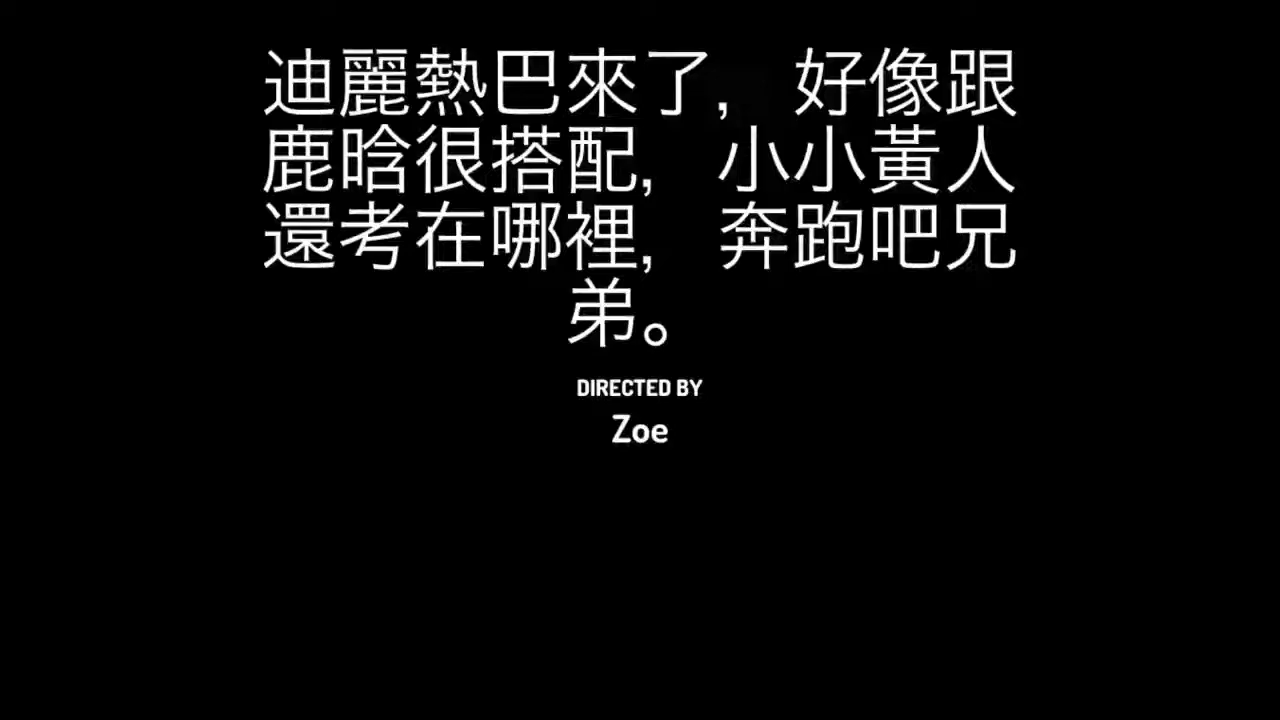 迪麗熱巴來了，好像跟
鹿晗很搭配，小小黃人
還考在哪裡，奔跑吧兄
弟。
DIRECTED BY
Zoe